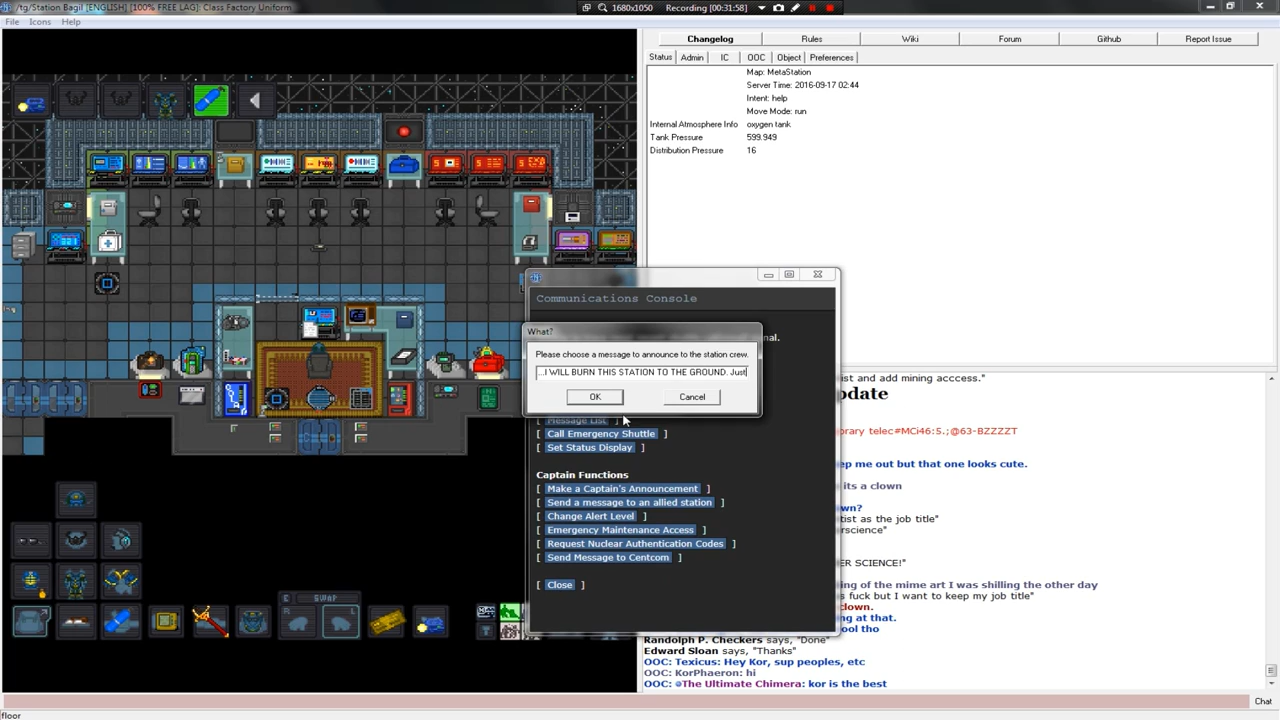 /tg/Station Bagil [ENGLISH] [100% FREE LAG]: Class Factory Uniform
1680x1050 Recording [00:31:58]
File Icons Help
Changelog Rules Wiki Forum Github Report Issue
Status Admin IC OOC Object Preferences
Map: MetaStation
Server Time: 2016-09-17 02:44
Intent: help
Move Mode: run
Internal Atmosphere Info oxygen tank
Tank Pressure 599.949
Distribution Pressure 16
Communications Console
nal.
What?
Please choose a message to announce to the station crew.
...I WILL BURN THIS STATION TO THE GROUND. Just
OK Cancel
[ Message List ]
[ Call Emergency Shuttle ]
[ Set Status Display ]
Captain Functions
[ Make a Captain's Announcement ]
[ Send a message to an allied station ]
[ Change Alert Level ]
[ Emergency Maintenance Access ]
[ Request Nuclear Authentication Codes ]
[ Send Message to Centcom ]
[ Close ]
ist and add mining acccess."
odate
orary telec#MCi46:5.;@63-BZZZZT
ep me out but that one looks cute.
its a clown
wn?
tist as the job title"
rscience"
ER SCIENCE!"
ing of the mime art I was shilling the other day
s fuck but I want to keep my job title"
clown.
ng at that.
ool tho
Randolph P. Checkers says, "Done"
Edward Sloan says, "Thanks"
OOC: Texicus: Hey Kor, sup peoples, etc
OOC: KorPhaeron: hi
OOC: The Ultimate Chimera: kor is the best
E SWAP
R L
Chat
floor